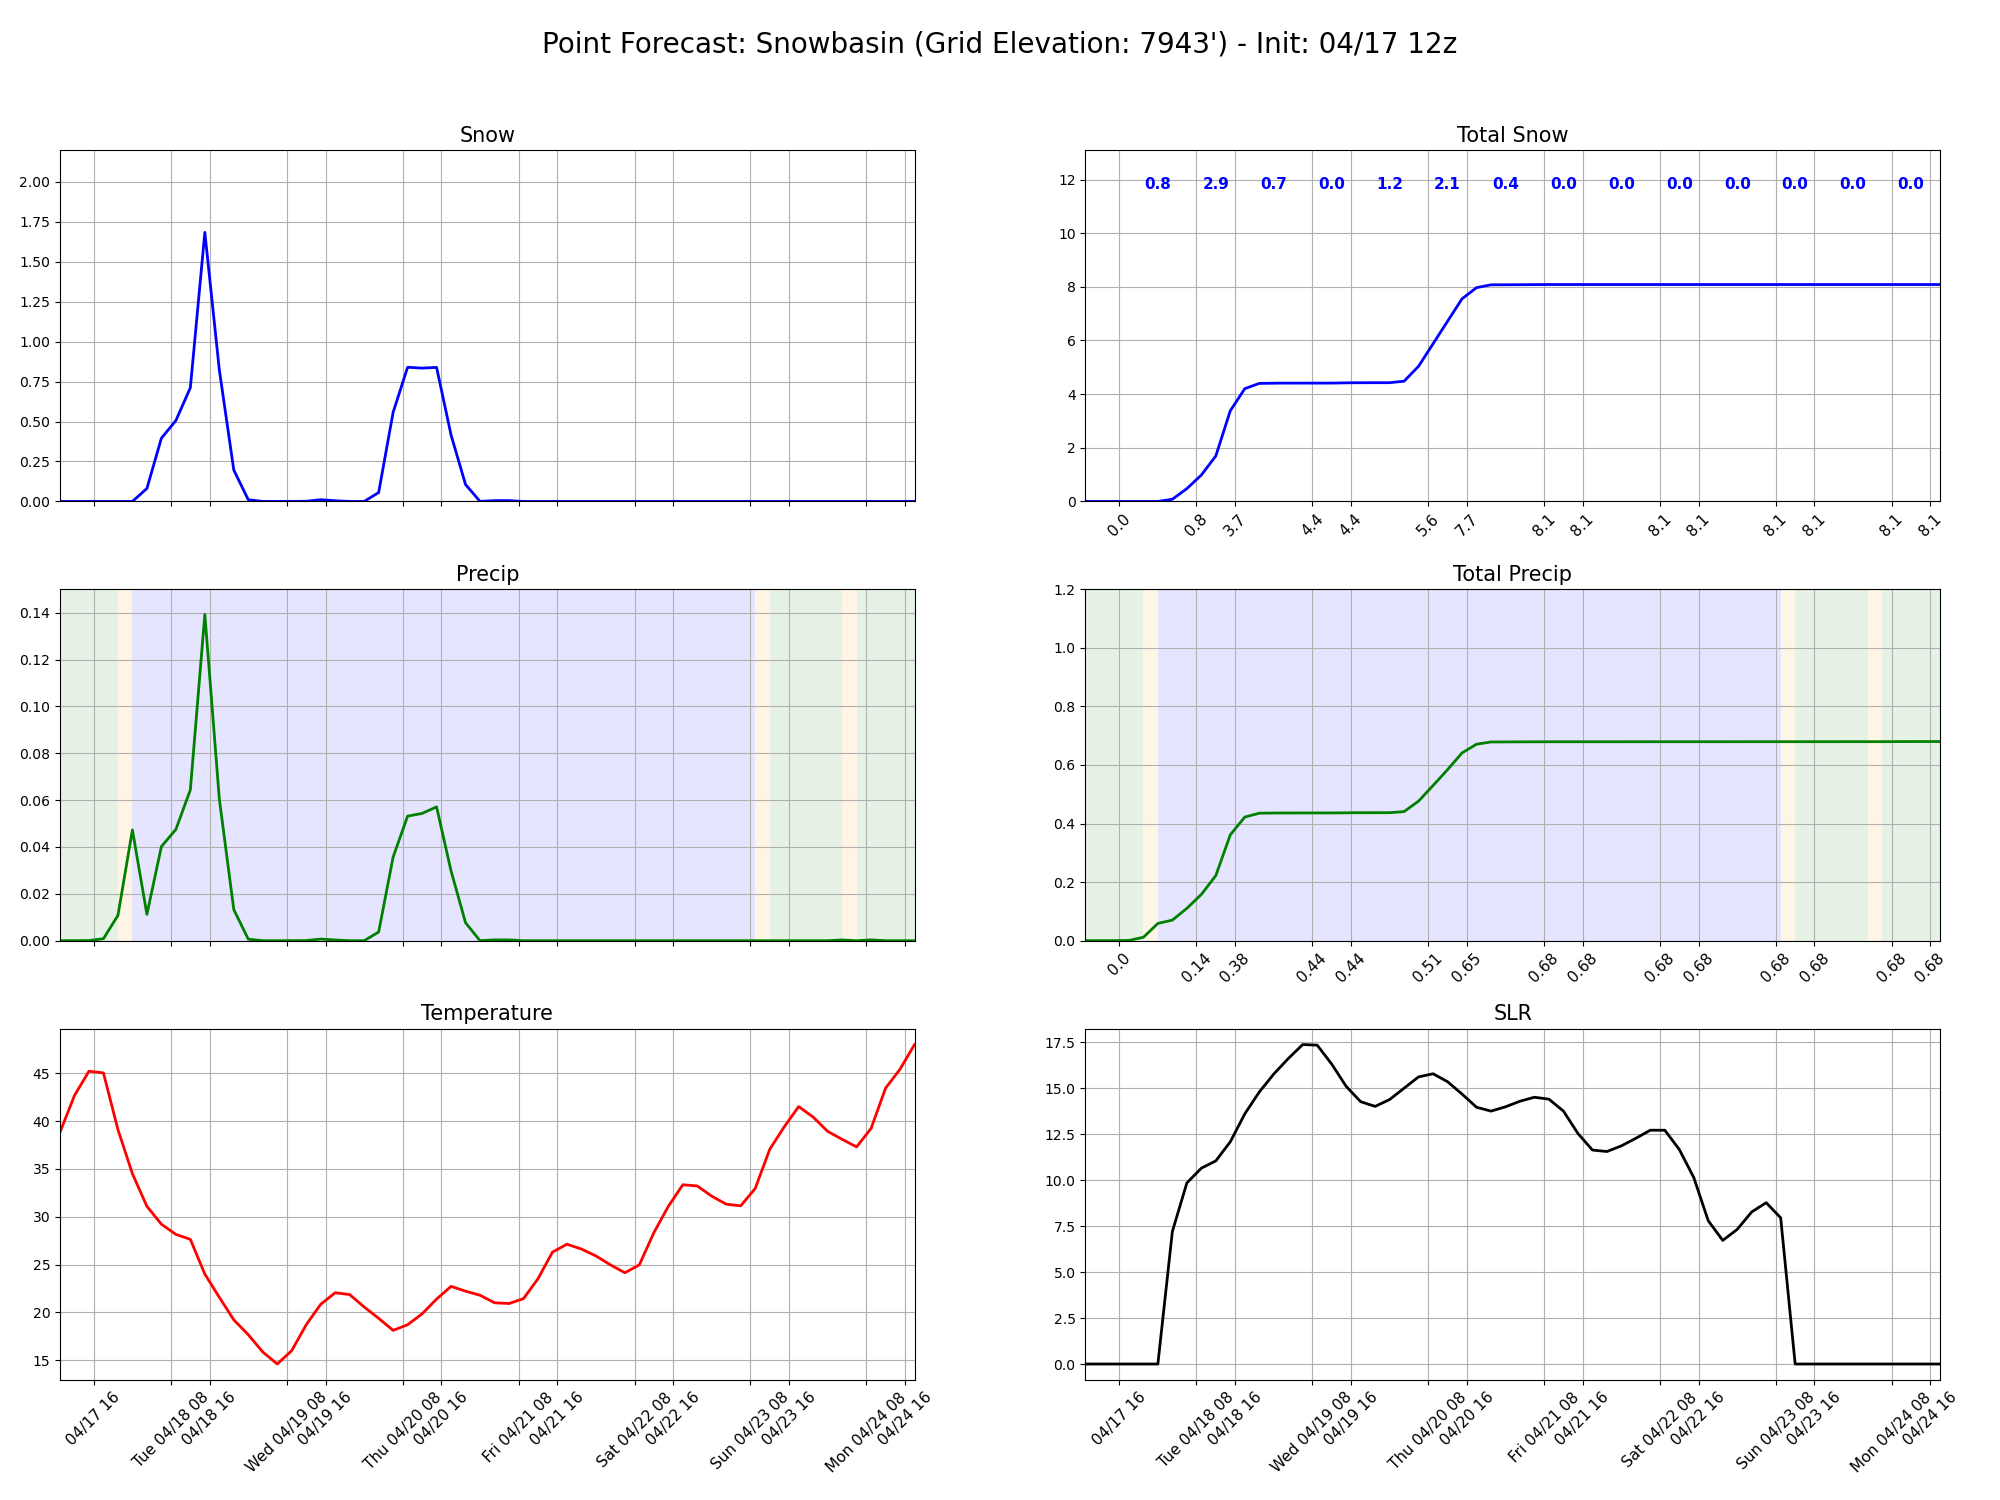 Point Forecast: Snowbasin (Grid Elevation: 7943') - Init: 04/17 12z
Snow
2.00
1.75
1.50
1.25
1.00
0.75
0.50
0.25
0.00
Total Snow
12
10
8
6
4
2
0
0.8 2.9 0.7 0.0 1.2 2.1 0.4 0.0 0.0 0.0 0.0 0.0 0.0 0.0
0.0 0.8 3.7 4.4 4.4 5.6 7.7 8.1 8.1 8.1 8.1 8.1 8.1 8.1 8.1
Precip
0.14
0.12
0.10
0.08
0.06
0.04
0.02
0.00
Total Precip
1.2
1.0
0.8
0.6
0.4
0.2
0.0
0.0 0.14 0.38 0.44 0.44 0.51 0.65 0.68 0.68 0.68 0.68 0.68 0.68 0.68 0.68
Temperature
45
40
35
30
25
20
15
04/17 16
Tue 04/18 08
04/18 16
Wed 04/19 08
04/19 16
Thu 04/20 08
04/20 16
Fri 04/21 08
04/21 16
Sat 04/22 08
04/22 16
Sun 04/23 08
04/23 16
Mon 04/24 08
04/24 16
SLR
17.5
15.0
12.5
10.0
7.5
5.0
2.5
0.0
04/17 16
Tue 04/18 08
04/18 16
Wed 04/19 08
04/19 16
Thu 04/20 08
04/20 16
Fri 04/21 08
04/21 16
Sat 04/22 08
04/22 16
Sun 04/23 08
04/23 16
Mon 04/24 08
04/24 16